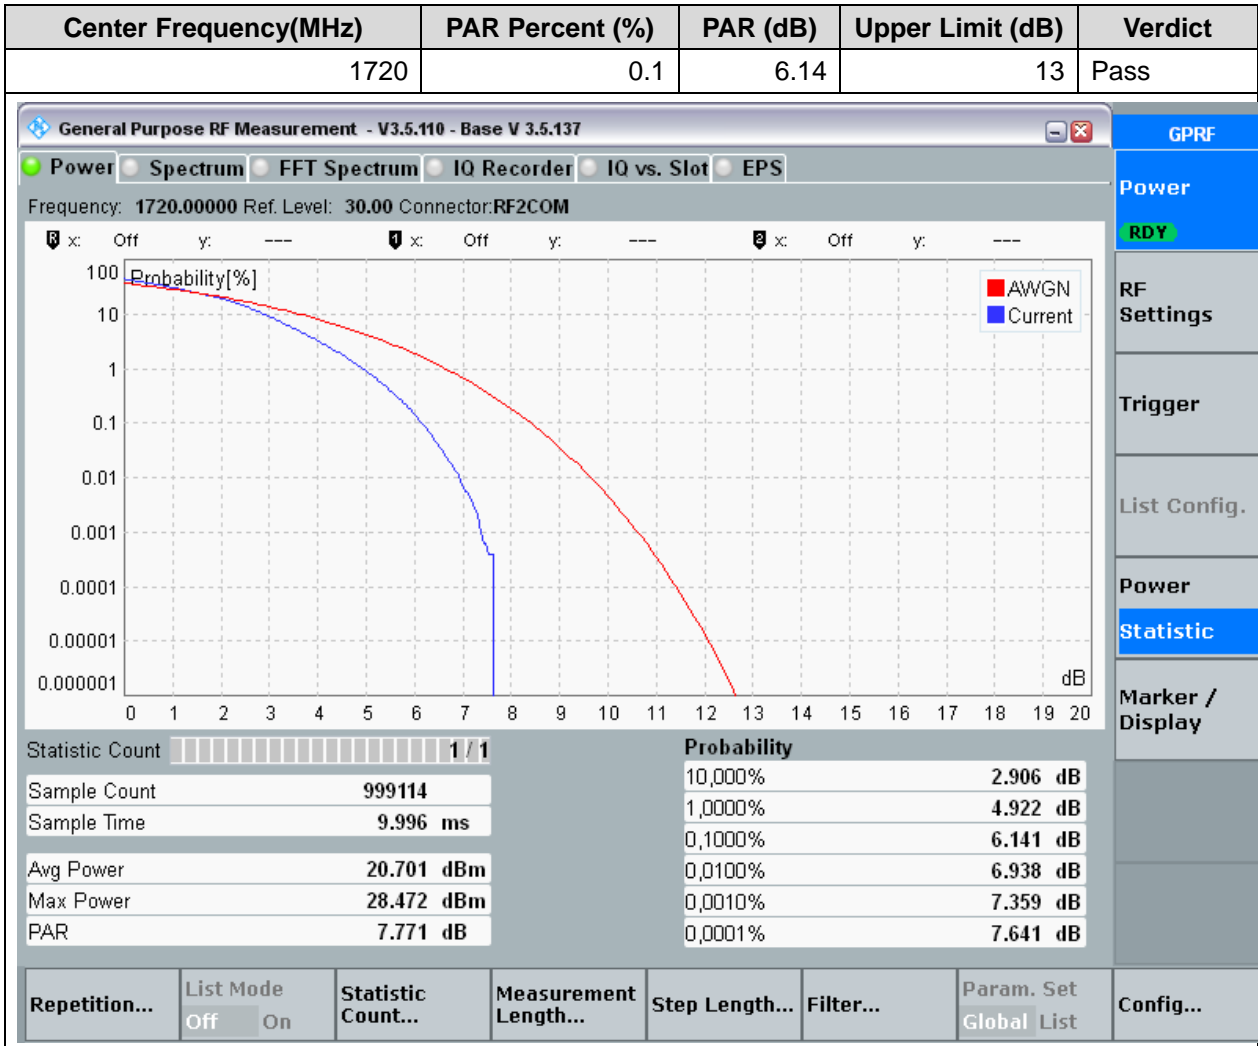 Center Frequency(MHz) PAR Percent (%) PAR (dB) Upper Limit (dB) Verdict
1720 0.1 6.14 13 Pass
General Purpose RF Measurement - V3.5.110 - Base V 3.5.137
GPRF
Power Spectrum FFT Spectrum IQ Recorder IQ vs. Slot EPS
Power
RDY
Frequency: 1720.00000 Ref. Level: 30.00 Connector:RF2COM
R x: Off y: --- 1 x: Off y: --- 2 x: Off y: ---
Probability[%]
AWGN
Current
100
10
1
0.1
0.01
0.001
0.0001
0.00001
0.000001
dB
0 1 2 3 4 5 6 7 8 9 10 11 12 13 14 15 16 17 18 19 20
RF
Settings
Trigger
List Config.
Power
Statistic
Marker /
Display
Statistic Count 1 / 1
Sample Count 999114
Sample Time 9.996 ms
Avg Power 20.701 dBm
Max Power 28.472 dBm
PAR 7.771 dB
Probability
10,000% 2.906 dB
1,0000% 4.922 dB
0,1000% 6.141 dB
0,0100% 6.938 dB
0,0010% 7.359 dB
0,0001% 7.641 dB
Repetition...
List Mode
Off On
Statistic
Count...
Measurement
Length...
Step Length...
Filter...
Param. Set
Global List
Config...